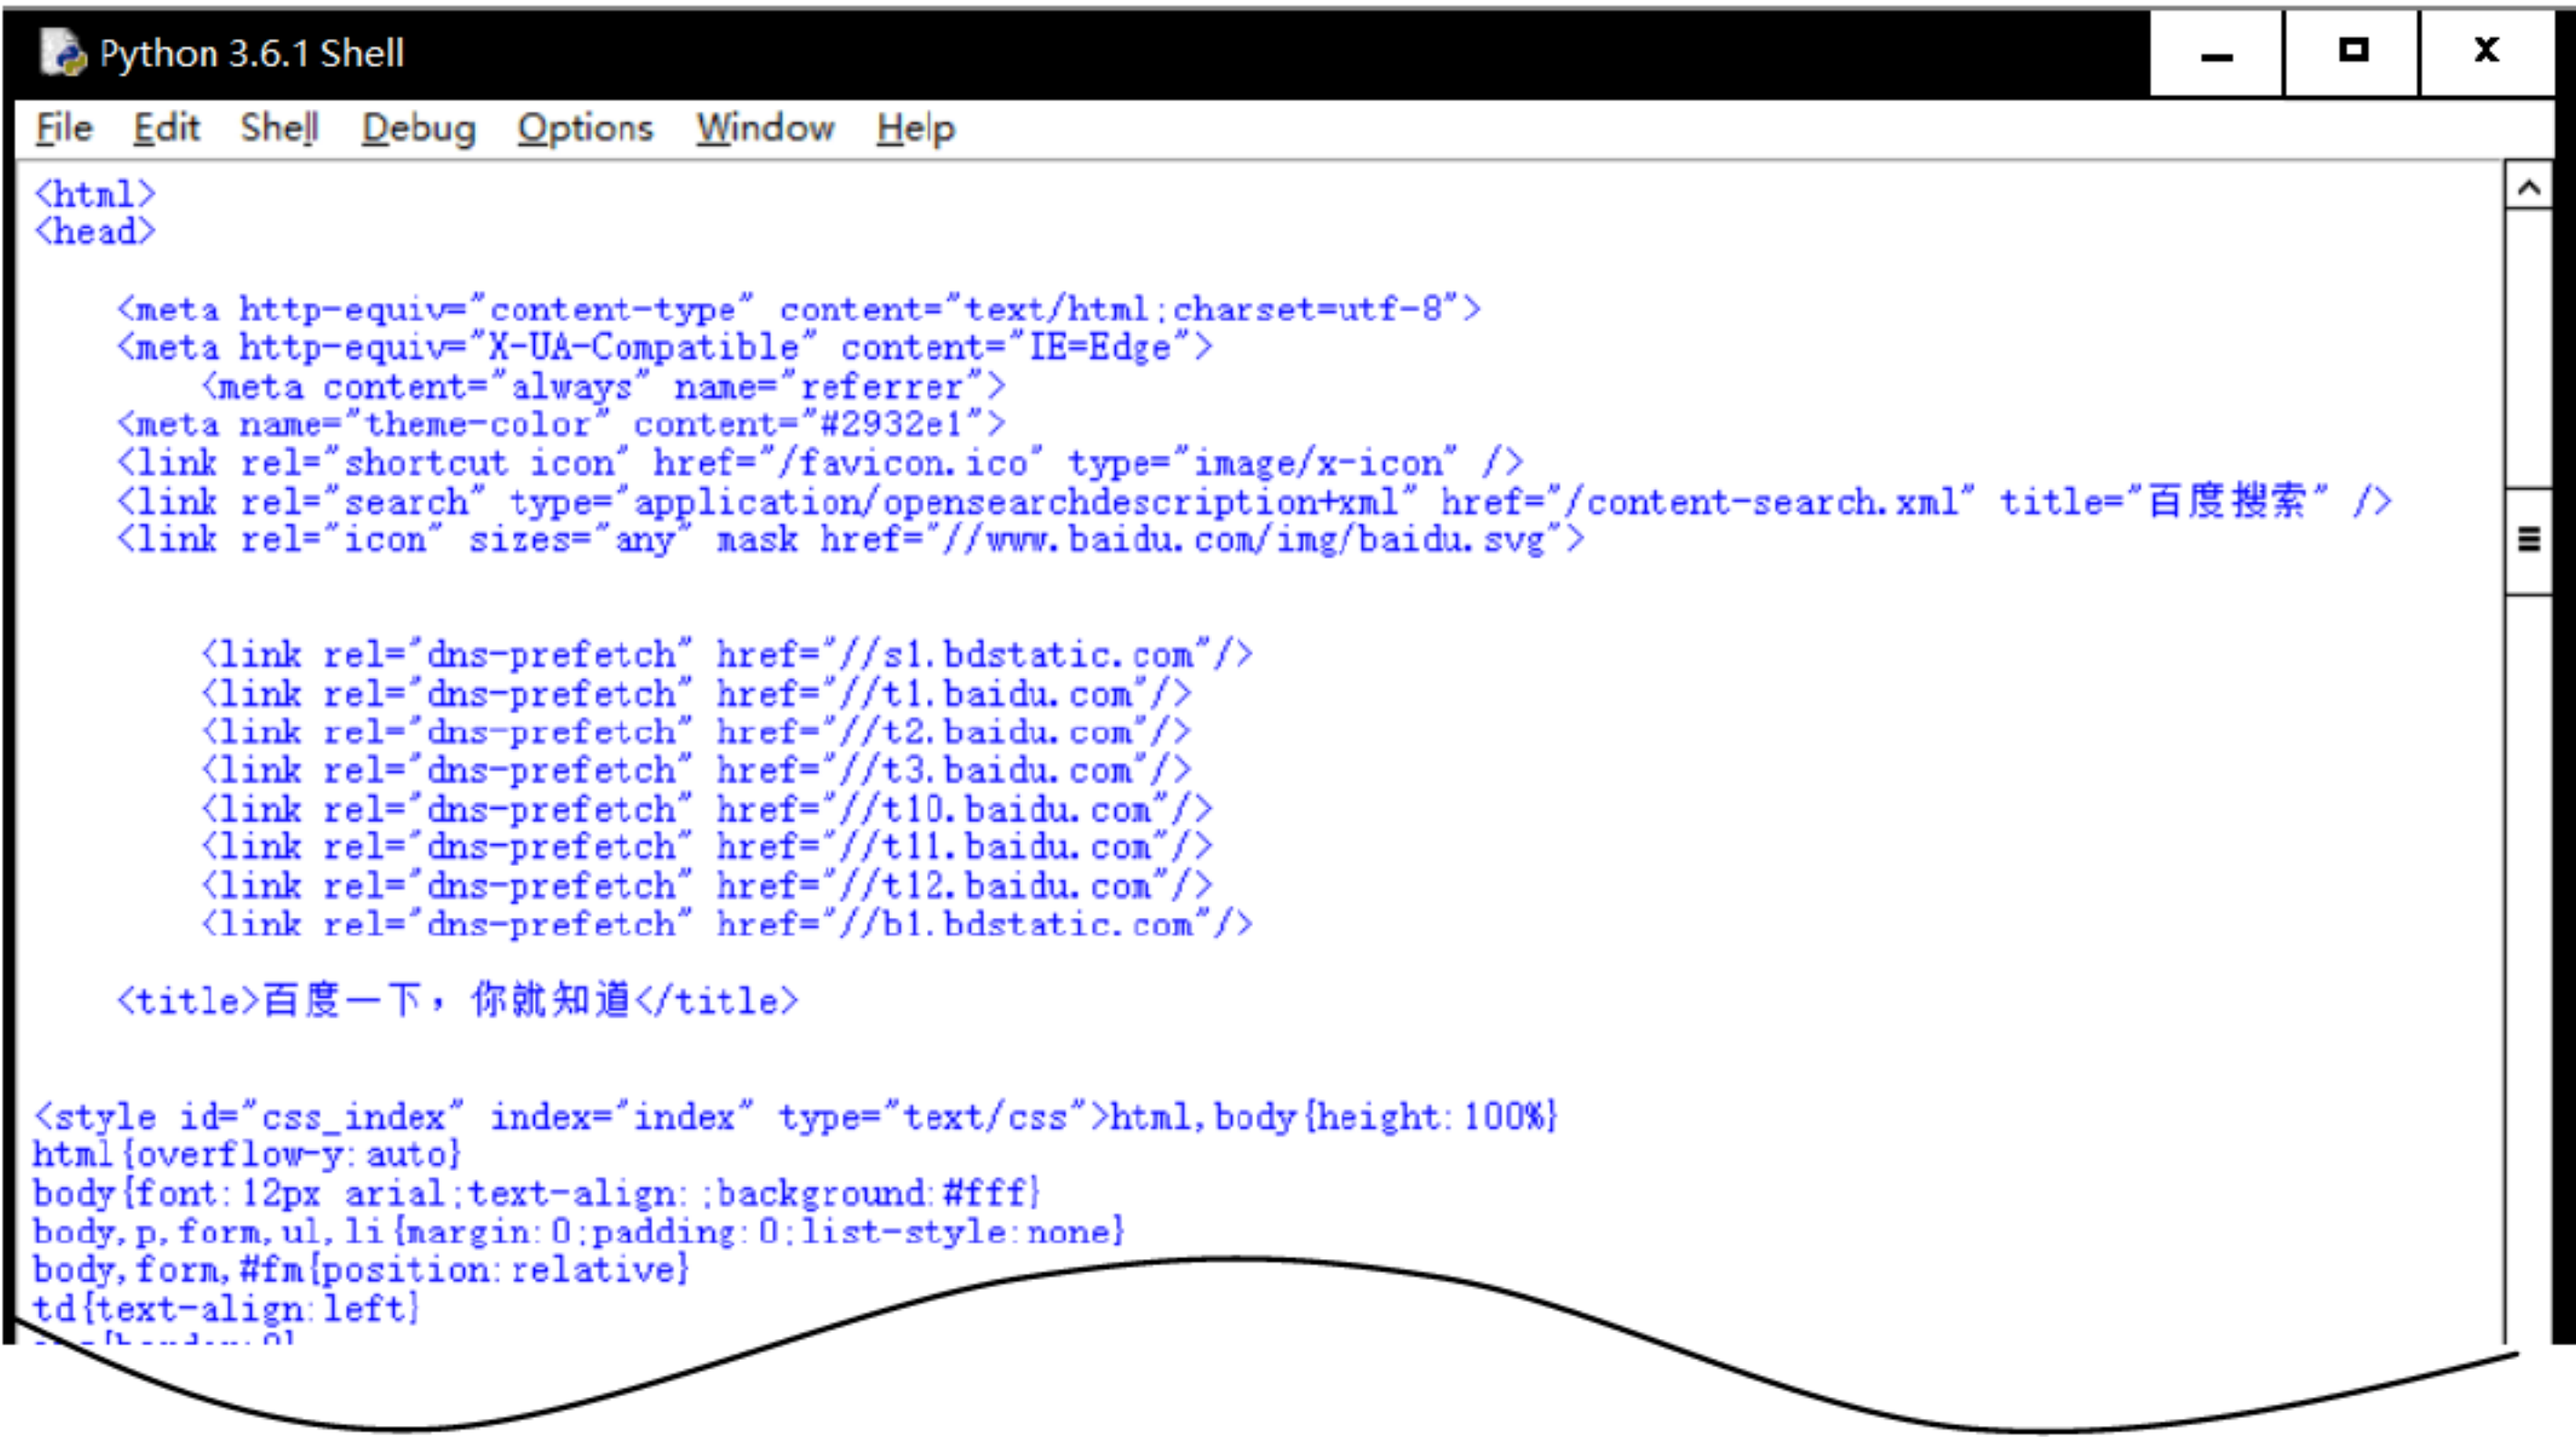 Python 3.6.1 Shell
File Edit Shell Debug Options Window Help
<html>
<head>
<meta http-equiv="content-type" content="text/html;charset=utf-8">
<meta http-equiv="X-UA-Compatible" content="IE=Edge">
<meta content="always" name="referrer">
<meta name="theme-color" content="#2932e1">
<link rel="shortcut icon" href="/favicon.ico" type="image/x-icon" />
<link rel="search" type="application/opensearchdescription+xml" href="/content-search.xml" title="百度搜索" />
<link rel="icon" sizes="any" mask href="//www.baidu.com/img/baidu.svg">
<link rel="dns-prefetch" href="//s1.bdstatic.com"/>
<link rel="dns-prefetch" href="//t1.baidu.com"/>
<link rel="dns-prefetch" href="//t2.baidu.com"/>
<link rel="dns-prefetch" href="//t3.baidu.com"/>
<link rel="dns-prefetch" href="//t10.baidu.com"/>
<link rel="dns-prefetch" href="//t11.baidu.com"/>
<link rel="dns-prefetch" href="//t12.baidu.com"/>
<link rel="dns-prefetch" href="//b1.bdstatic.com"/>
<title>百度一下，你就知道</title>
<style id="css_index" index="index" type="text/css">html,body{height:100%}
html{overflow-y:auto}
body{font:12px arial;text-align:;background:#fff}
body,p,form,ul,li{margin:0;padding:0;list-style:none}
body,form,#fm{position:relative}
td{text-align:left}